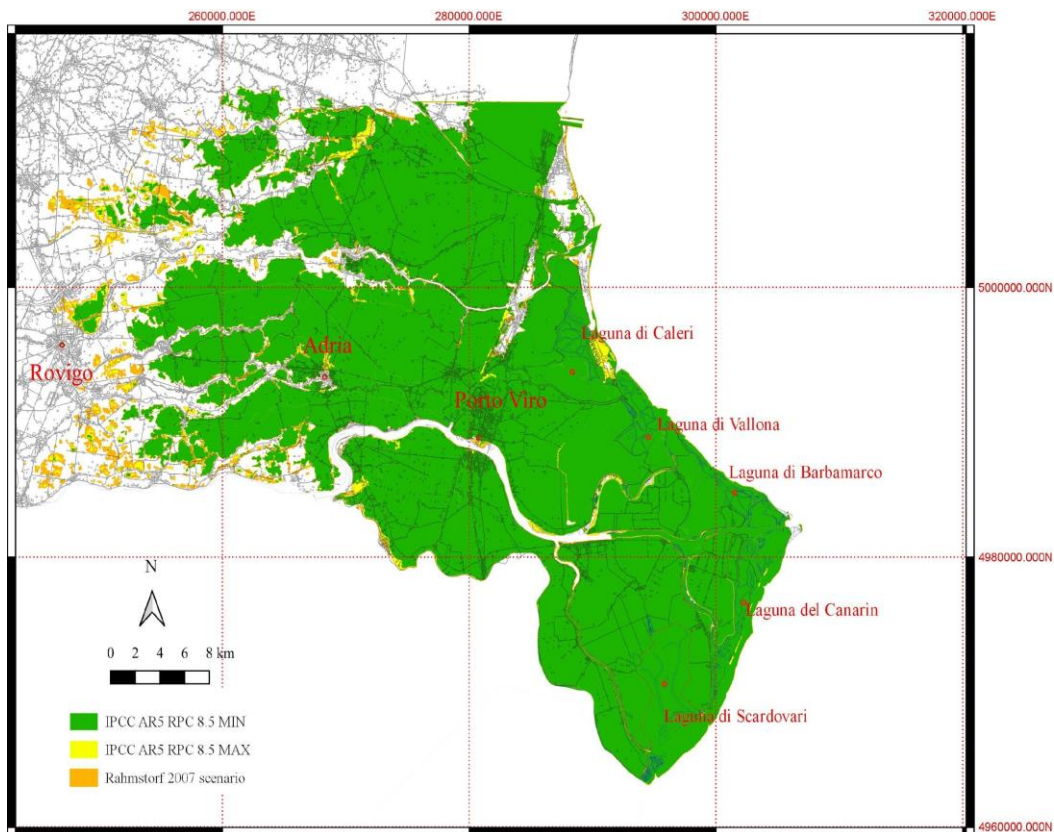 260000.000E 280000.000E 300000.000E 320000.000E
5000000.000N
Laguna di Caleri
Adria
Rovigo
Porto Viro
Laguna di Vallona
Laguna di Barbamarco
4980000.000N
N
Laguna del Canarin
0 2 4 6 8 km
Laguna di Scardovari
IPCC AR5 RPC 8.5 MIN
IPCC AR5 RPC 8.5 MAX
Rahmstorf 2007 scenario
4960000.000N